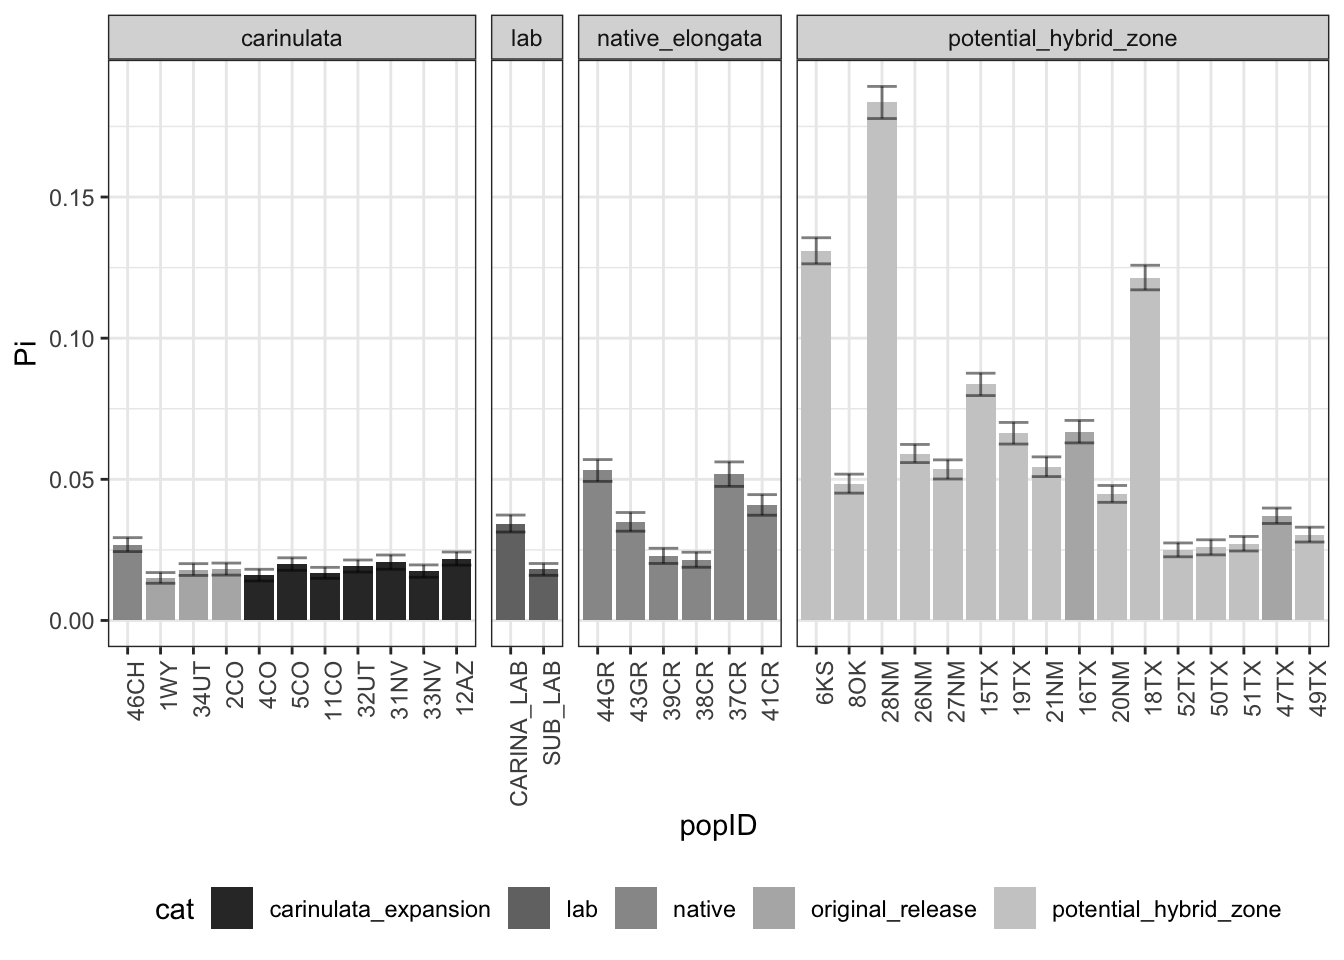 carinulata lab native_elongata potential_hybrid_zone
0.15
0.10
Pi
0.05
0.00
46CH 1WY 34UT 2CO 4CO 5CO 11CO 32UT 31NV 33NV 12AZ CARINA_LAB SUB_LAB 44GR 43GR 39CR 38CR 37CR 41CR 6KS 8OK 28NM 26NM 27NM 15TX 19TX 21NM 16TX 20NM 18TX 52TX 50TX 51TX 47TX 49TX
popID
cat carinulata_expansion lab native original_release potential_hybrid_zone